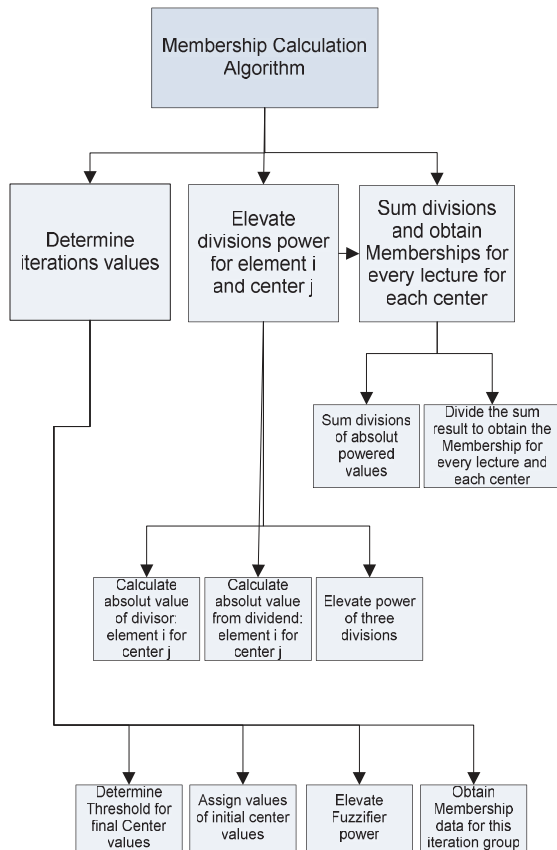 Membership Calculation
Algorithm
Determine
iterations values
Elevate
divisions power
for element i
and center j
Sum divisions
and obtain
Memberships for
every lecture for
each center
Sum divisions
of absolut
powered
values
Divide the sum
result to obtain the
Membership for
every lecture and
each center
Calculate
absolut value
of divisor:
element i for
center j
Calculate
absolut value
from dividend:
element i for
center j
Elevate power
of three
divisions
Determine
Threshold for
final Center
values
Assign values
of initial center
values
Elevate
Fuzzifier
power
Obtain
Membership
data for this
iteration group